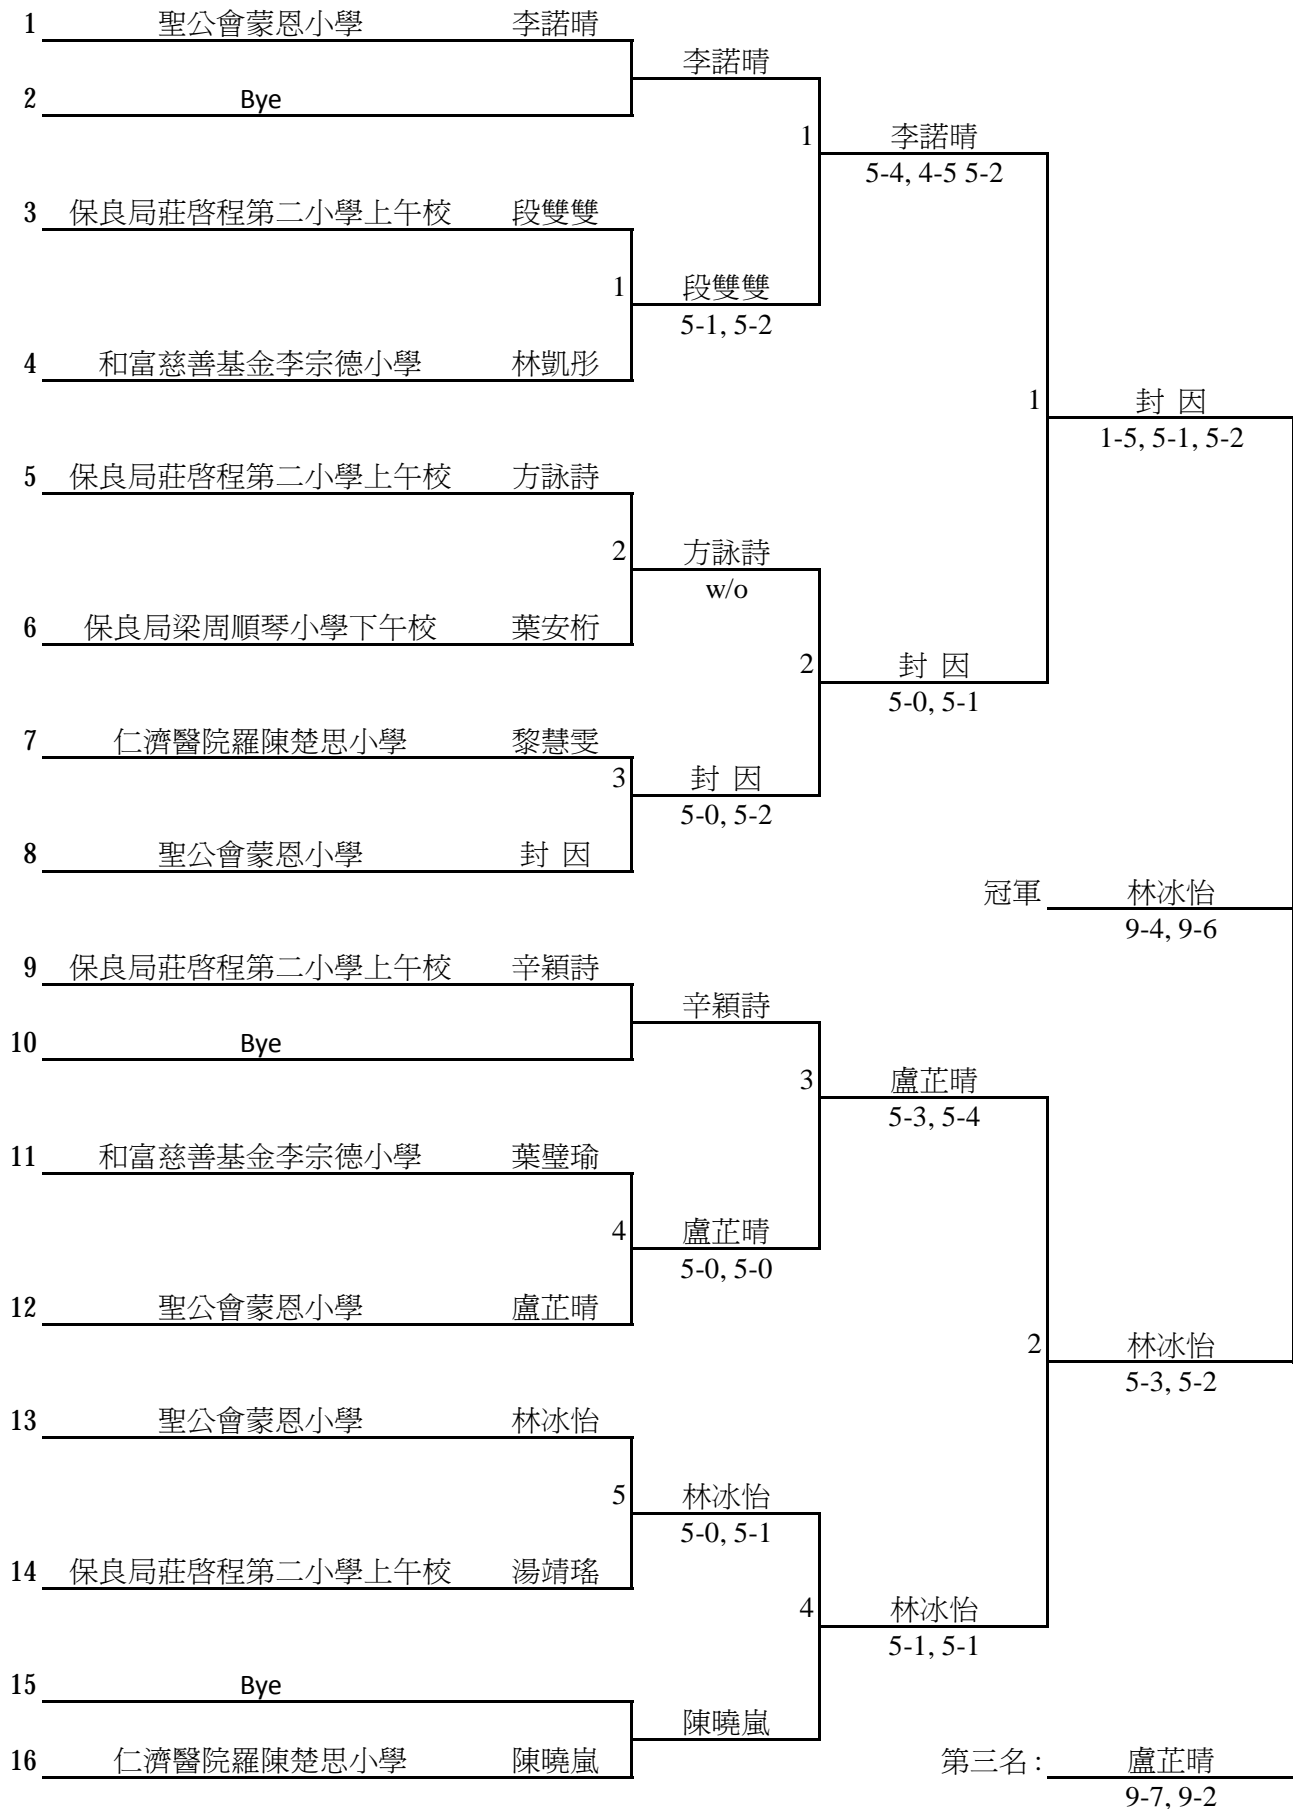 1 聖公會蒙恩小學 李諾晴
李諾晴
2 Bye
1 李諾晴
5-4, 4-5 5-2
3 保良局莊啓程第二小學上午校 段雙雙
1 段雙雙
5-1, 5-2
4 和富慈善基金李宗德小學 林凱彤
1 封 因
1-5, 5-1, 5-2
5 保良局莊啓程第二小學上午校 方詠詩
2 方詠詩
w/o
6 保良局梁周順琴小學下午校 葉安桁
2 封 因
5-0, 5-1
7 仁濟醫院羅陳楚思小學 黎慧雯
3 封 因
5-0, 5-2
8 聖公會蒙恩小學 封 因
冠軍 林冰怡
9-4, 9-6
9 保良局莊啓程第二小學上午校 辛穎詩
辛穎詩
10 Bye
3 盧芷晴
5-3, 5-4
11 和富慈善基金李宗德小學 葉璧瑜
4 盧芷晴
5-0, 5-0
12 聖公會蒙恩小學 盧芷晴
2 林冰怡
5-3, 5-2
13 聖公會蒙恩小學 林冰怡
5 林冰怡
5-0, 5-1
14 保良局莊啓程第二小學上午校 湯靖瑤
4 林冰怡
5-1, 5-1
15 Bye
陳曉嵐
16 仁濟醫院羅陳楚思小學 陳曉嵐
第三名 : 盧芷晴
9-7, 9-2